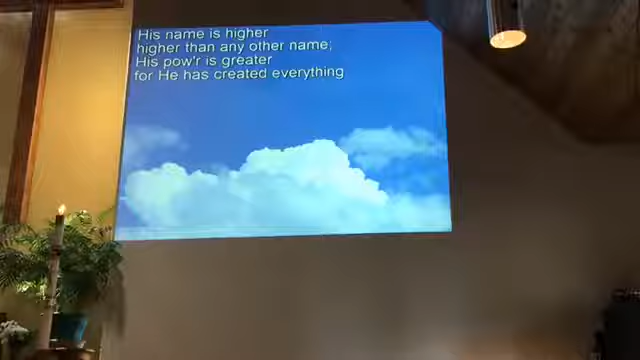 His name is higher
higher than any other name;
His pow'r is greater
for He has created everything